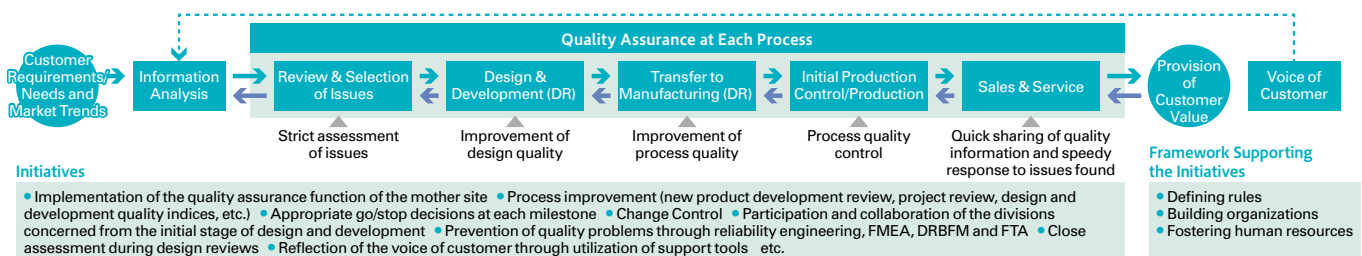 Quality Assurance at Each Process
Customer
Requirements/
Needs and
Market Trends
Information
Analysis
Review & Selection
of Issues
Design &
Development (DR)
Transfer to
Manufacturing (DR)
Initial Production
Control/Production
Sales & Service
Provision
of
Customer
Value
Voice of
Customer
Strict assessment
of issues
Improvement of
design quality
Improvement of
process quality
Process quality
control
Quick sharing of quality
information and speedy
response to issues found
Initiatives
● Implementation of the quality assurance function of the mother site ● Process improvement (new product development review, project review, design and
development quality indices, etc.) ● Appropriate go/stop decisions at each milestone ● Change Control ● Participation and collaboration of the divisions
concerned from the initial stage of design and development ● Prevention of quality problems through reliability engineering, FMEA, DRBFM and FTA ● Close
assessment during design reviews ● Reflection of the voice of customer through utilization of support tools etc.
Framework Supporting
the Initiatives
● Defining rules
● Building organizations
● Fostering human resources